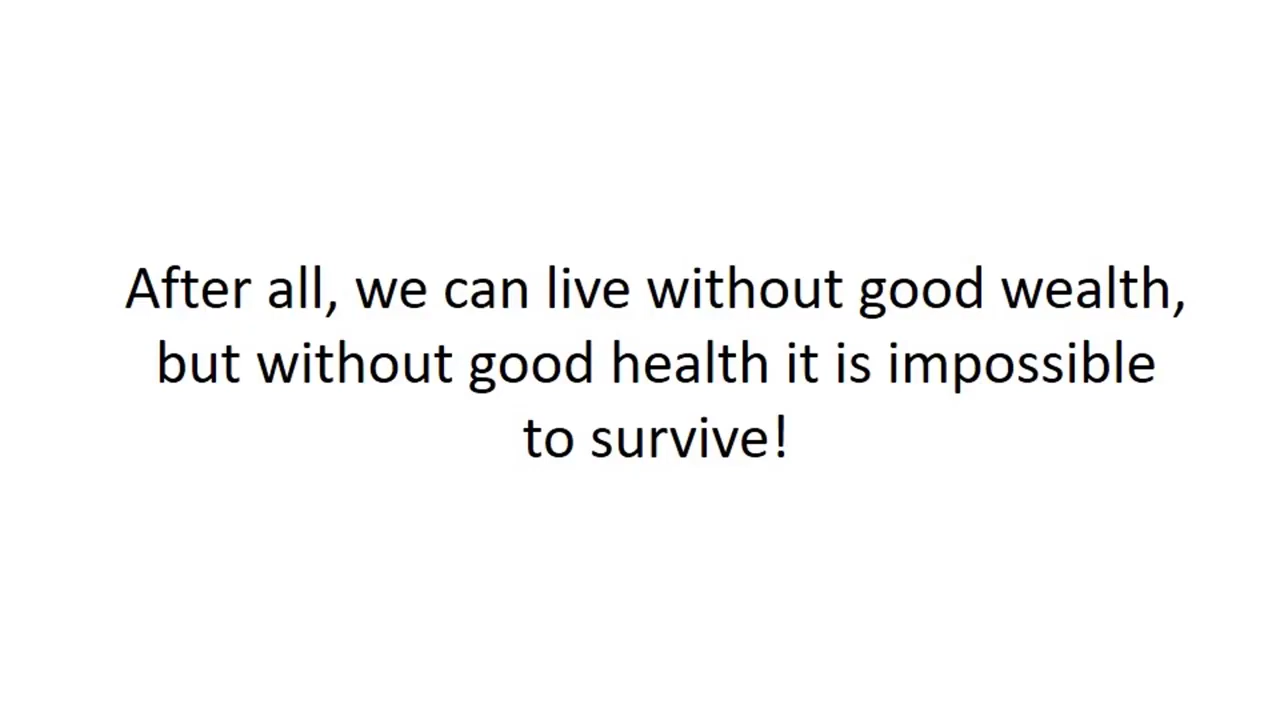 After all, we can live without good wealth,
but without good health it is impossible
to survive!